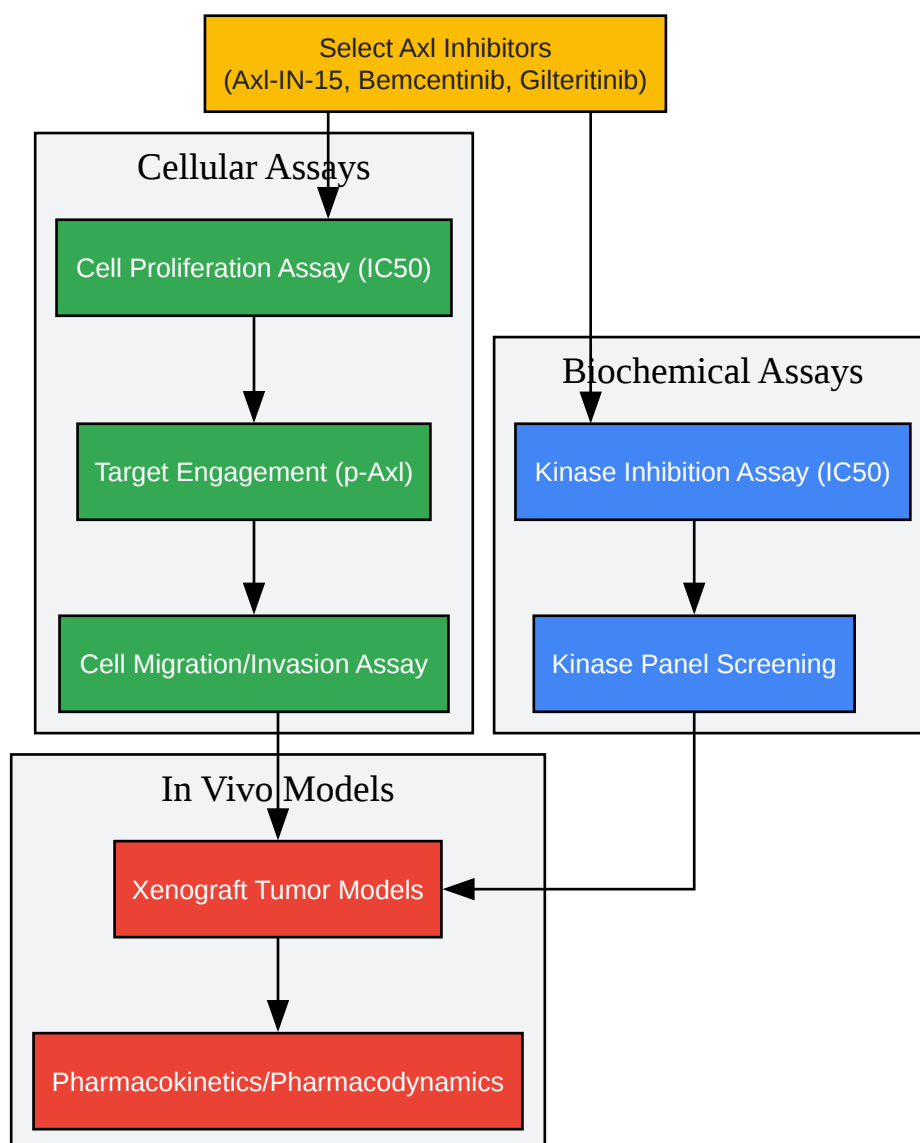 Select Axl Inhibitors
(Axl-IN-15, Bemcentinib, Gilteritinib)
Cellular Assays
Cell Proliferation Assay (IC50)
Target Engagement (p-Axl)
Cell Migration/Invasion Assay
Biochemical Assays
Kinase Inhibition Assay (IC50)
Kinase Panel Screening
In Vivo Models
Xenograft Tumor Models
Pharmacokinetics/Pharmacodynamics